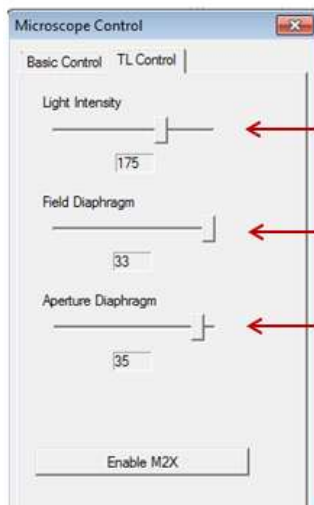 Microscope Control
Basic Control TL Control
Light Intensity
175
Field Diaphragm
33
Aperture Diaphragm
35
Enable M2X